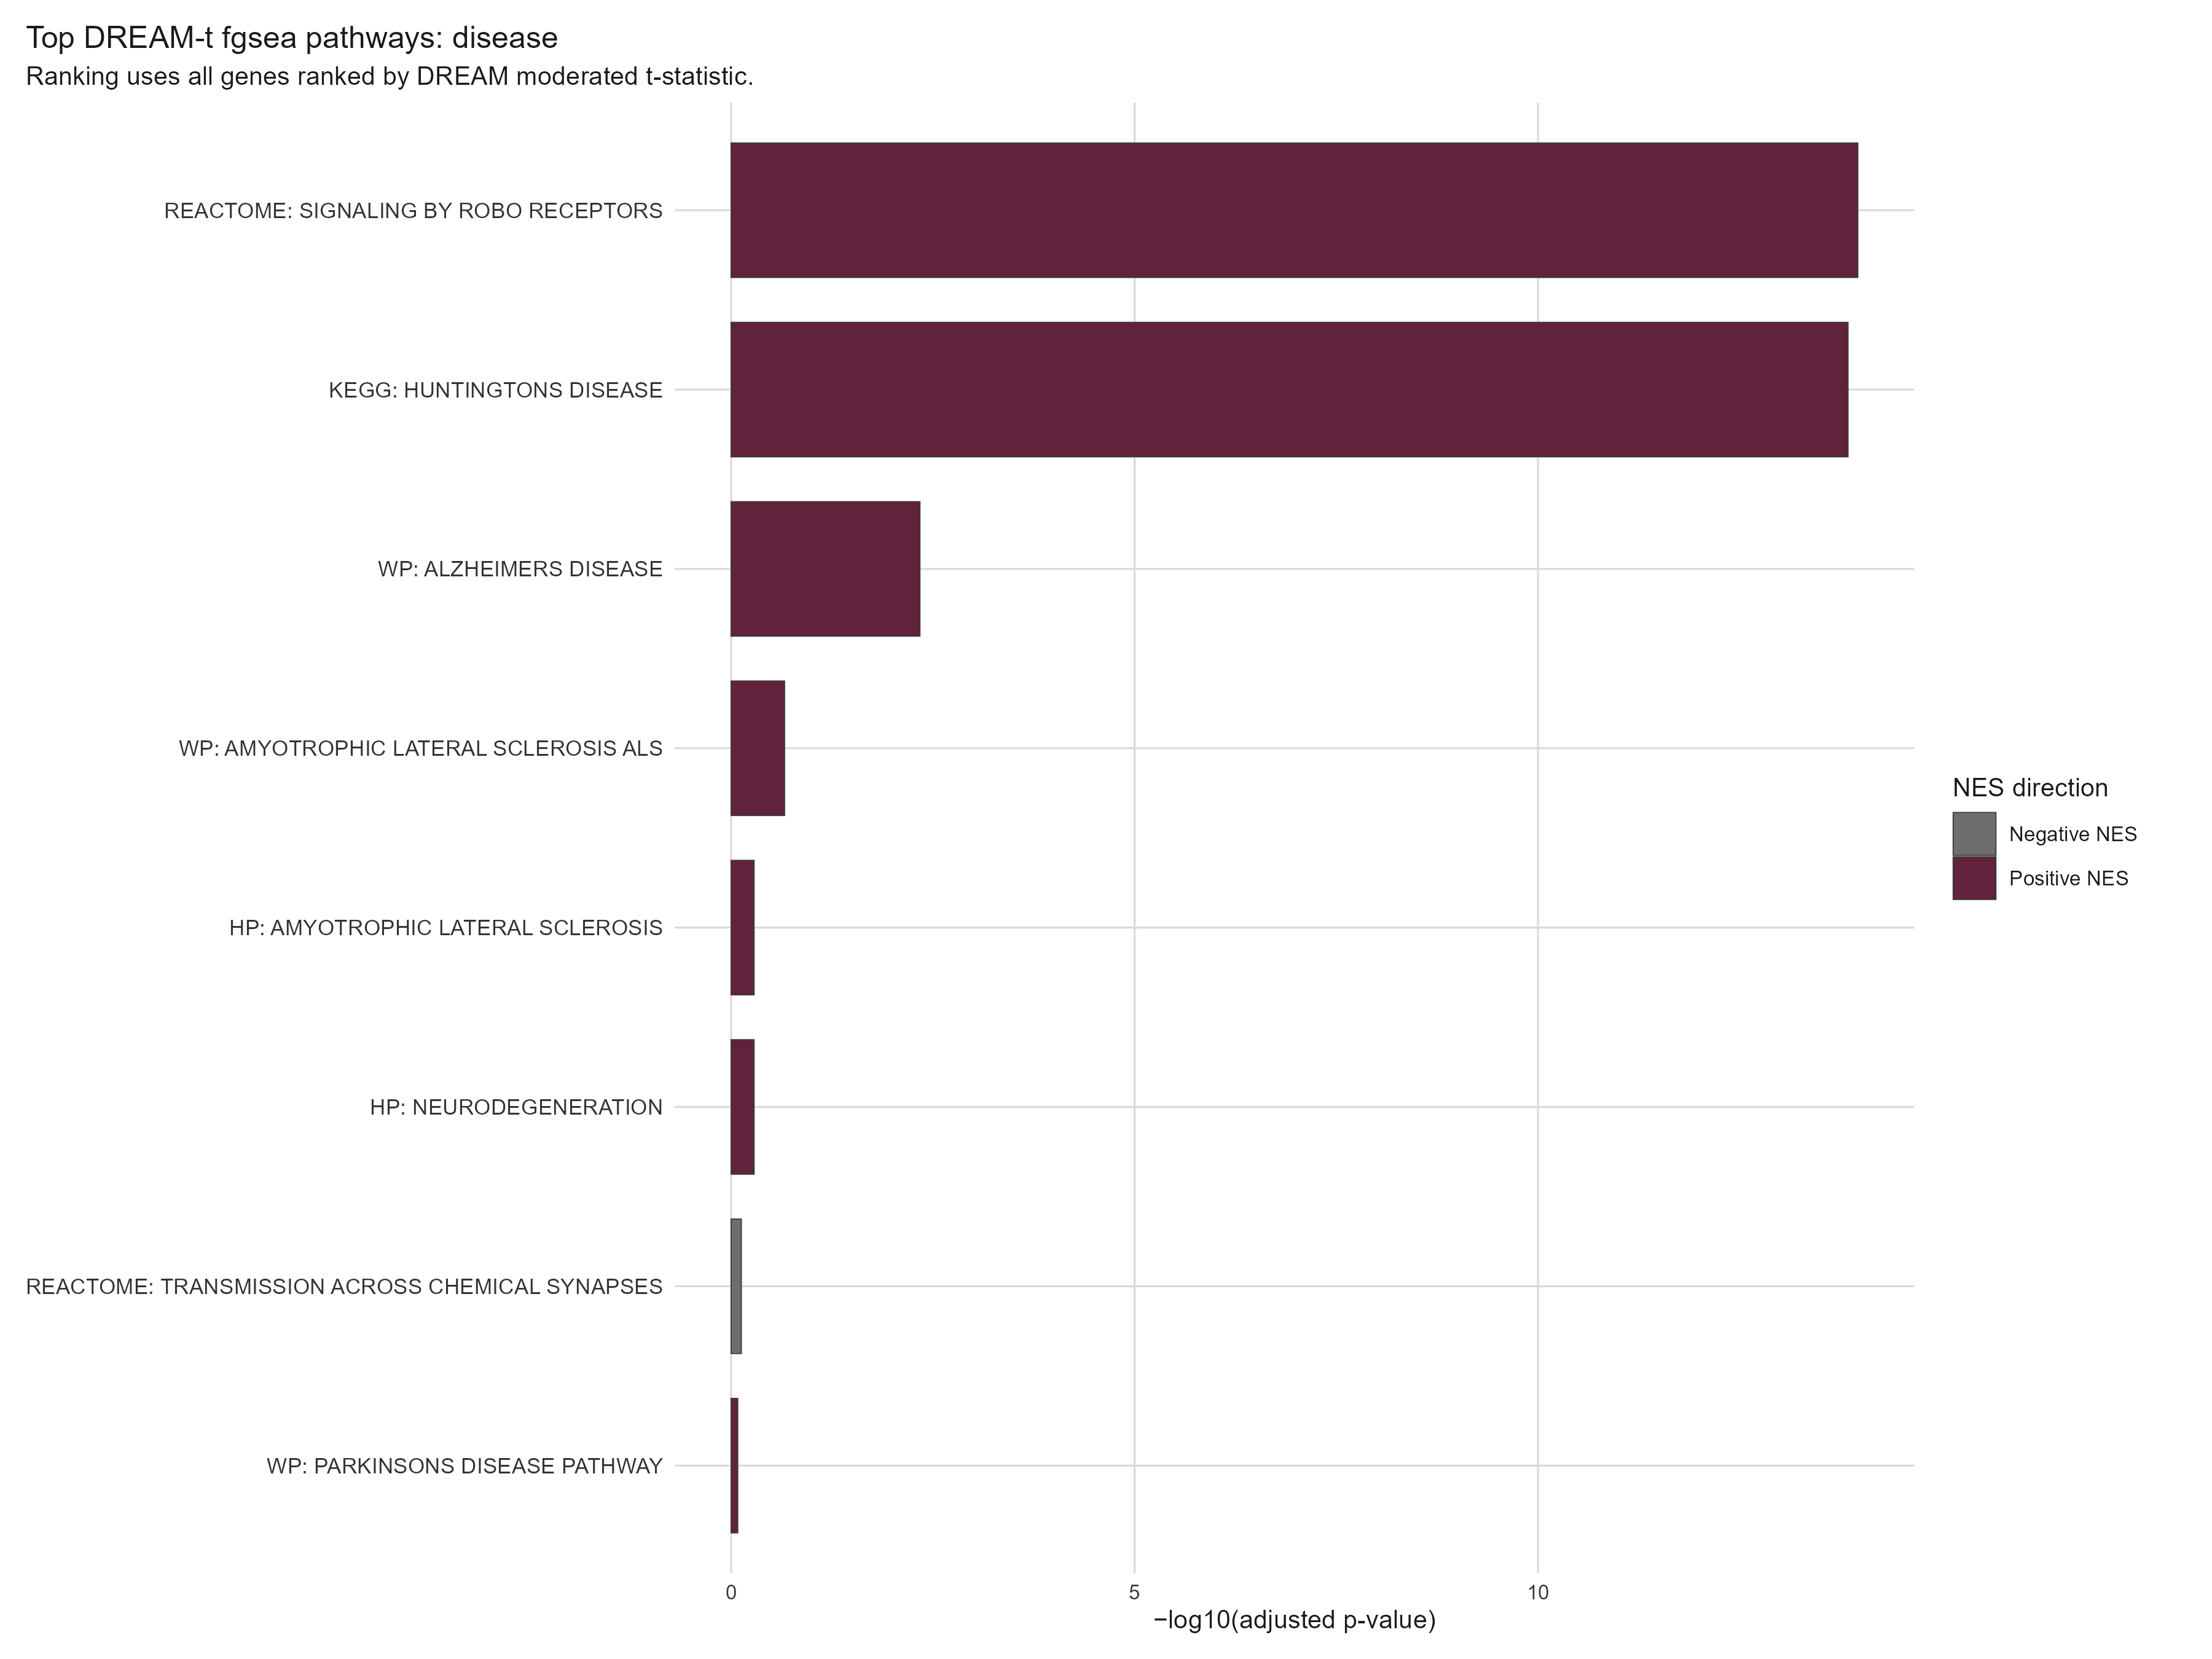 Top DREAM-t fgsea pathways: disease
Ranking uses all genes ranked by DREAM moderated t-statistic.
REACTOME: SIGNALING BY ROBO RECEPTORS
KEGG: HUNTINGTONS DISEASE
WP: ALZHEIMERS DISEASE
WP: AMYOTROPHIC LATERAL SCLEROSIS ALS
HP: AMYOTROPHIC LATERAL SCLEROSIS
HP: NEURODEGENERATION
REACTOME: TRANSMISSION ACROSS CHEMICAL SYNAPSES
WP: PARKINSONS DISEASE PATHWAY
0 5 10
−log10(adjusted p-value)
NES direction
Negative NES
Positive NES